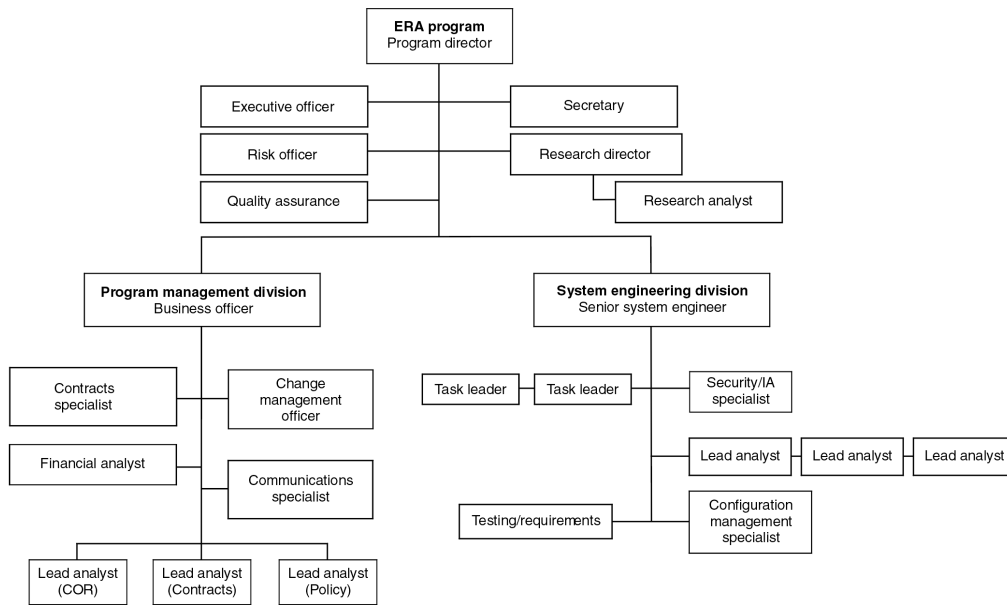 ERA program
Program director
Executive officer
Secretary
Risk officer
Research director
Quality assurance
Research analyst
Program management division
Business officer
System engineering division
Senior system engineer
Contracts
specialist
Change
management
officer
Task leader
Task leader
Security/IA
specialist
Financial analyst
Communications
specialist
Lead analyst
Lead analyst
Lead analyst
Testing/requirements
Configuration
management
specialist
Lead analyst
(COR)
Lead analyst
(Contracts)
Lead analyst
(Policy)